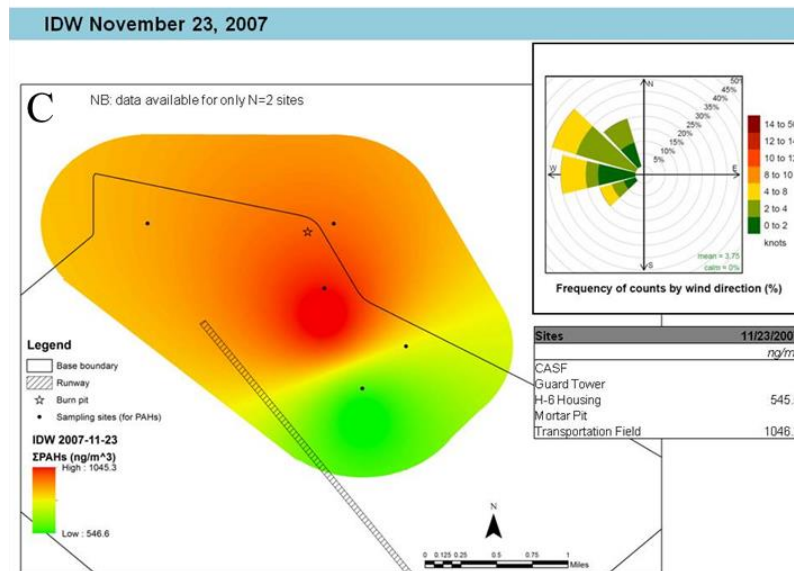 IDW November 23, 2007
C
NB: data available for only N=2 sites
Legend
Base boundary
Runway
Burn pit
Sampling sites (for PAHs)
IDW 2007-11-23
ΣPAHs (ng/m^3)
High : 1045.3
Low : 546.6
N
0 0.125 0.25 0.5 0.75 1
Miles
N
50%
45%
40%
35%
30%
25%
20%
15%
10%
5%
W
E
S
14 to 50
12 to 14
10 to 12
8 to 10
4 to 8
2 to 4
0 to 2
knots
mean = 3.75
calm = 0%
Frequency of counts by wind direction (%)
Sites 11/23/200
ng/m
CASF
Guard Tower
H-6 Housing 545.
Mortar Pit
Transportation Field 1046.